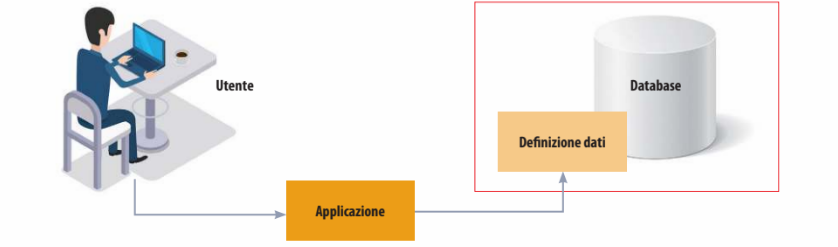 Utente
Database
Definizione dati
Applicazione